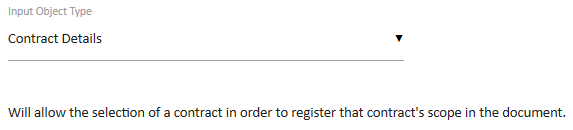 Input Object Type
Contract Details
Will allow the selection of a contract in order to register that contract's scope in the document.